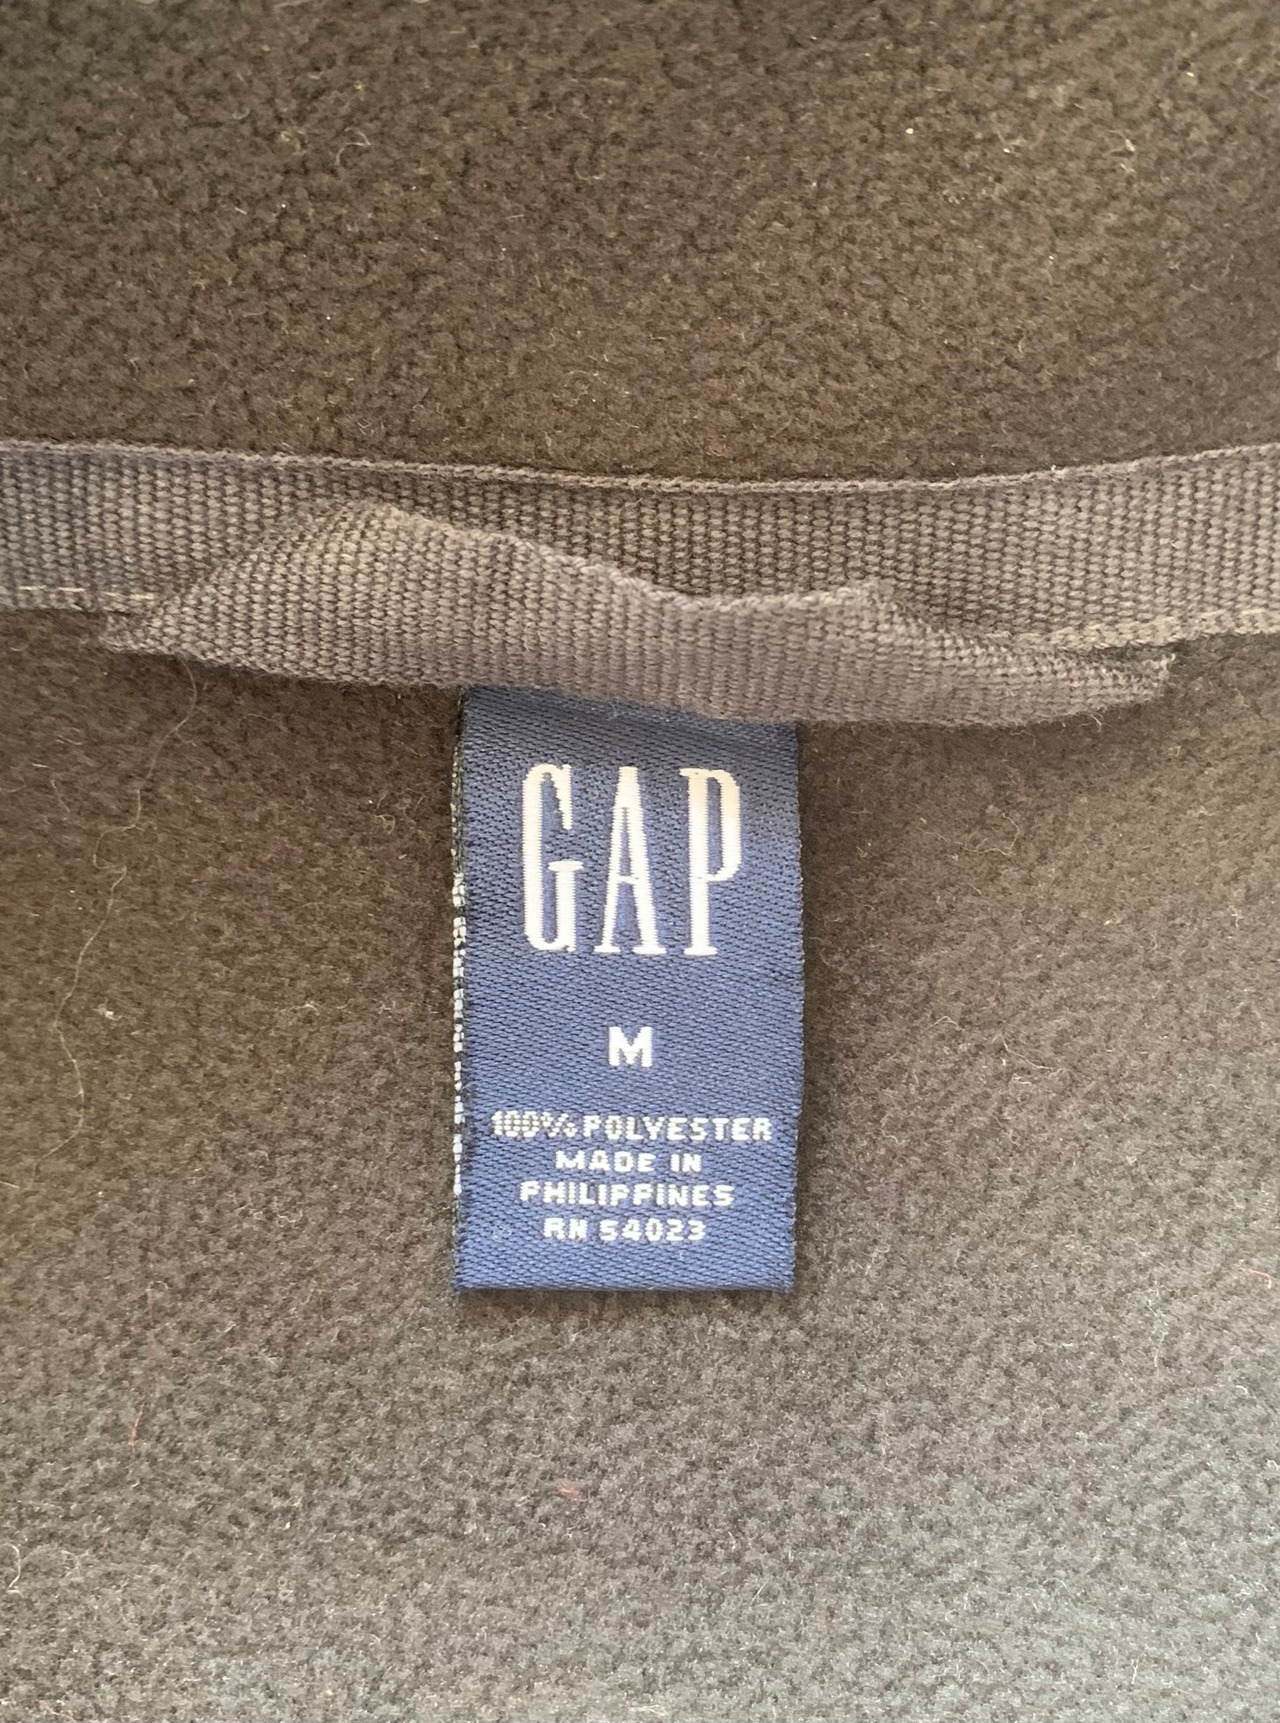 GAP
M
100% POLYESTER
MADE IN
PHILIPPINES
RN 54023